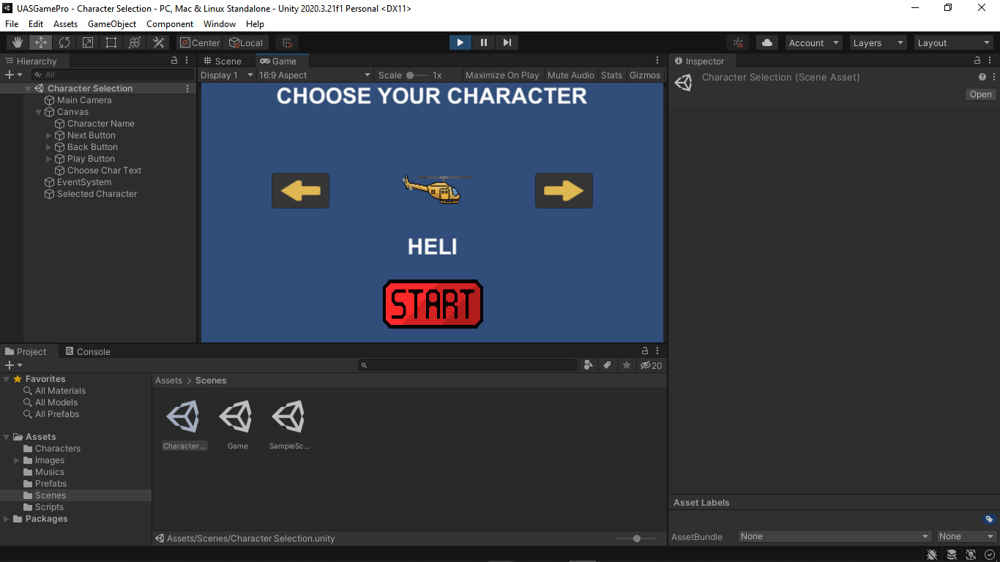 UASGamePro - Character Selection - PC, Mac & Linux Standalone - Unity 2020.3.21f1 Personal <DX11>
File Edit Assets GameObject Component Window Help
Center Local Account Layers Layout
Hierarchy
All
Character Selection
Main Camera
Canvas
Character Name
Next Button
Back Button
Play Button
Choose Char Text
EventSystem
Selected Character
Scene Game
Display 1 16:9 Aspect Scale 1x Maximize On Play Mute Audio Stats Gizmos
CHOOSE YOUR CHARACTER
HELI
START
Inspector
Character Selection (Scene Asset)
Open
Project Console
20
Favorites
All Materials
All Models
All Prefabs
Assets
Characters
Images
Musics
Prefabs
Scenes
Scripts
Packages
Assets > Scenes
Character... Game SampleSc...
Assets/Scenes/Character Selection.unity
Asset Labels
AssetBundle None None